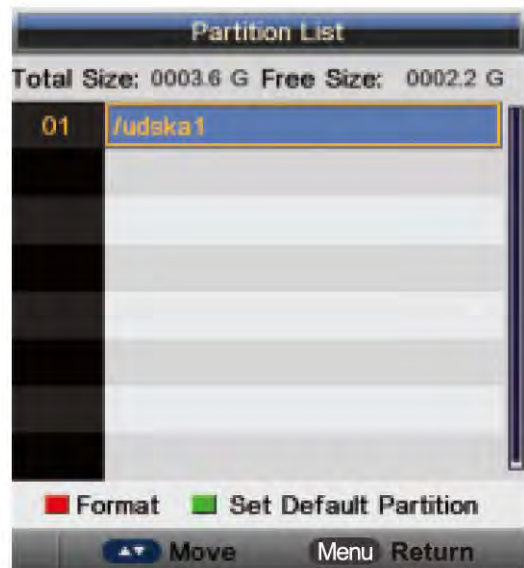 Partition List
Total Size: 0003.6 G Free Size: 0002.2 G
01 /udska1
Format Set Default Partition
Move Menu Return